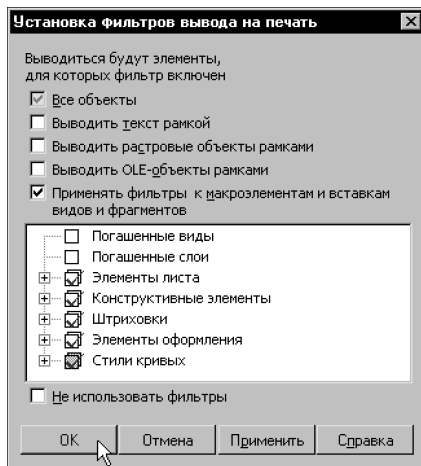 Установка фильтров вывода на печать
Выводиться будут элементы,
для которых фильтр включен
Все объекты
Выводить текст рамкой
Выводить растровые объекты рамками
Выводить OLE-объекты рамками
Применять фильтры к макроэлементам и вставкам
видов и фрагментов
Погашенные виды
Погашенные слои
Элементы листа
Конструктивные элементы
Штриховки
Элементы оформления
Стили кривых
Не использовать фильтры
OK Отмена Применить Справка